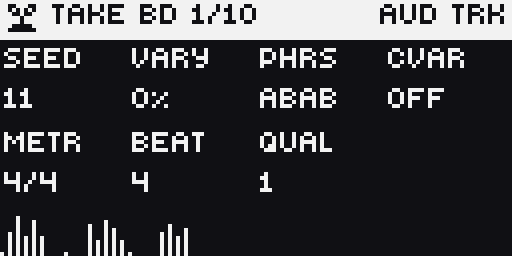 TAKE BD 1/10 AUD TRK
SEED VARY PHRS CVAR
11 0% ABAB OFF
METR BEAT QUAL
4/4 4 1